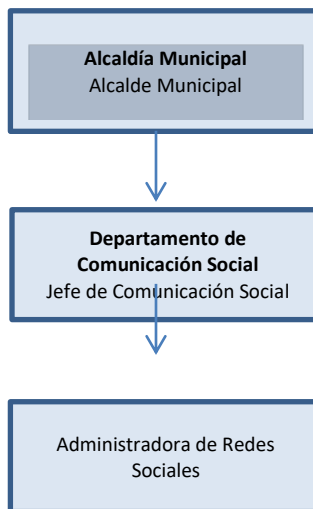 Alcaldía Municipal
Alcalde Municipal
Departamento de
Comunicación Social
Jefe de Comunicación Social
Administradora de Redes
Sociales